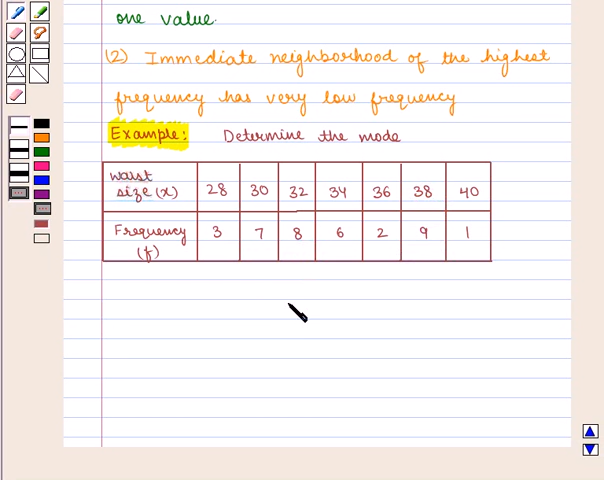 one value.
(2) Immediate neighborhood of the highest
frequency has very low frequency
Example: Determine the mode
Waist size (x) 28 30 32 34 36 38 40
Frequency (f) 3 7 8 6 2 9 1